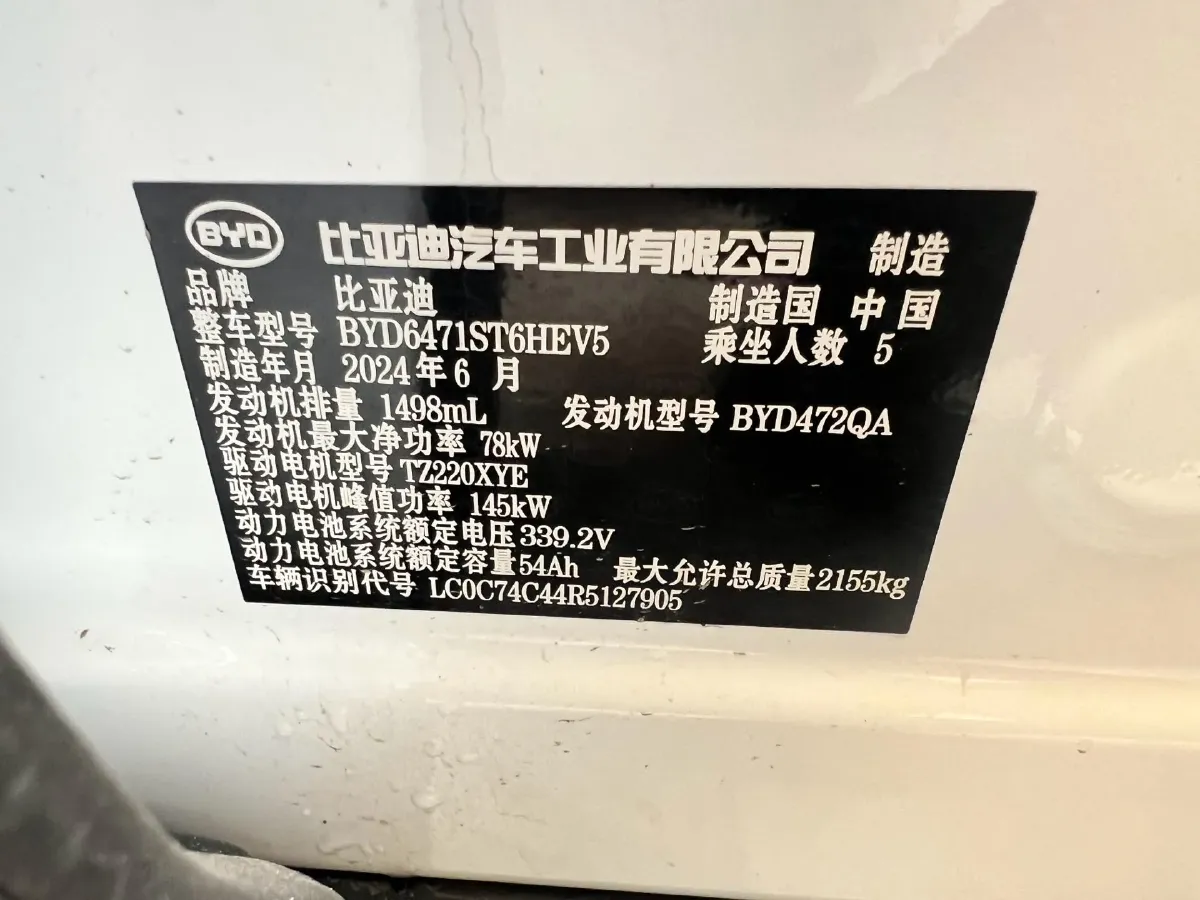 BYD 比亚迪汽车工业有限公司 制造
品牌 比亚迪 制造国 中国
整车型号 BYD6471ST6HEV5 乘坐人数 5
制造年月 2024年6月
发动机排量 1498mL 发动机型号 BYD472QA
发动机最大净功率 78kW
驱动电机型号 TZ220XYE
驱动电机峰值功率 145kW
动力电池系统额定电压 339.2V
动力电池系统额定容量 54Ah 最大允许总质量 2155kg
车辆识别代号 LC0C74C44R5127905